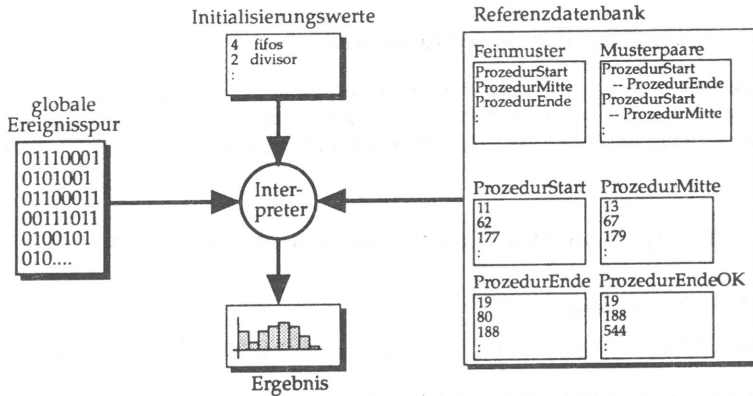 Initialisierungswerte
4 fifos
2 divisor
:
globale
Ereignisspur
01110001
0101001
01100011
00111011
0100101
010....
Inter-
preter
Ergebnis
Referenzdatenbank
Feinmuster
ProzedurStart
ProzedurMitte
ProzedurEnde
:
Musterpaare
ProzedurStart
-- ProzedurEnde
ProzedurStart
-- ProzedurMitte
:
ProzedurStart
11
62
177
:
ProzedurMitte
13
67
179
:
ProzedurEnde
19
80
188
:
ProzedurEndeOK
19
188
544
: